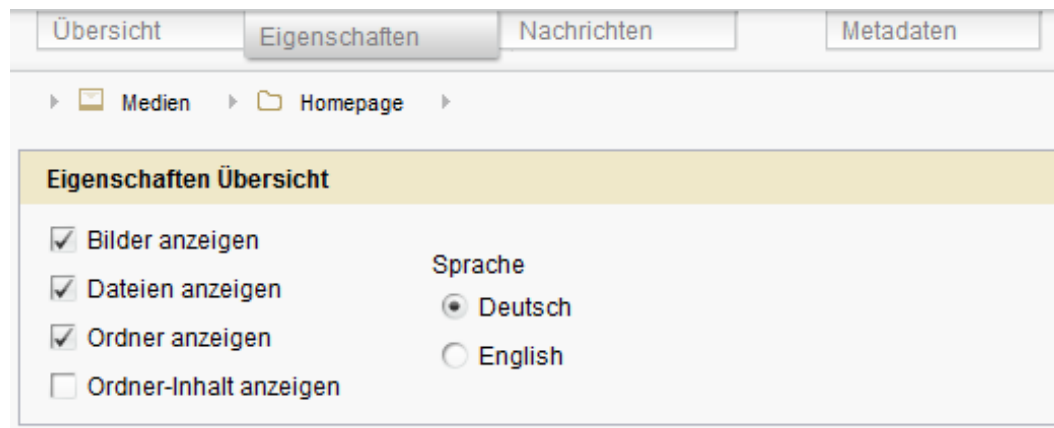 Übersicht Eigenschaften Nachrichten Metadaten
Medien Homepage
Eigenschaften Übersicht
Bilder anzeigen
Dateien anzeigen
Ordner anzeigen
Ordner-Inhalt anzeigen
Sprache
Deutsch
English